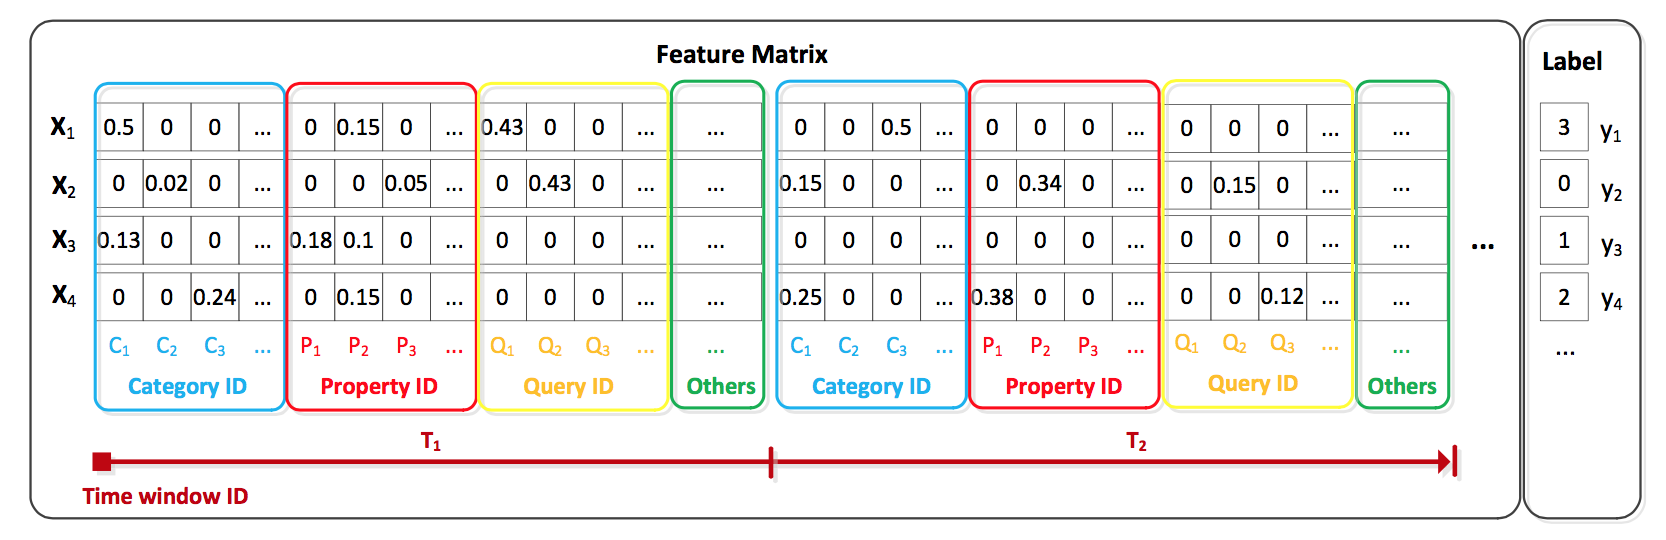 Feature Matrix
Label
X1 0.5 0 0 ... 0 0.15 0 ... 0.43 0 0 ... ... 0 0 0.5 ... 0 0 0 ... 0 0 0 ... ... 3 y1
X2 0 0.02 0 ... 0 0 0.05 ... 0 0.43 0 ... ... 0.15 0 0 ... 0 0.34 0 ... 0 0.15 0 ... ... 0 y2
X3 0.13 0 0 ... 0.18 0.1 0 ... 0 0 0 ... ... 0 0 0 ... 0 0 0 ... 0 0 0 ... ... ... 1 y3
X4 0 0 0.24 ... 0 0.15 0 ... 0 0 0 ... ... 0.25 0 0 ... 0.38 0 0 ... 0 0 0.12 ... ... 2 y4
C1 C2 C3 ... P1 P2 P3 ... Q1 Q2 Q3 ... ... C1 C2 C3 ... P1 P2 P3 ... Q1 Q2 Q3 ... ... ...
Category ID Property ID Query ID Others Category ID Property ID Query ID Others
T1 T2
Time window ID